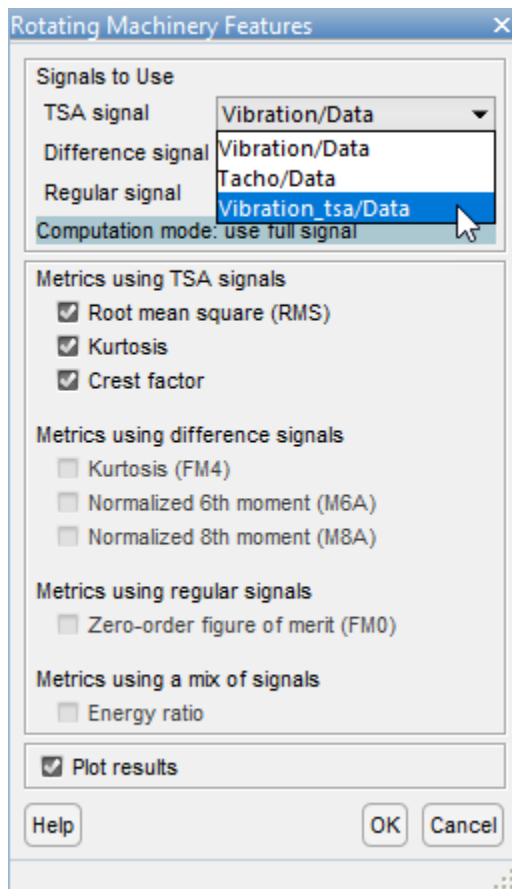 Rotating Machinery Features
Signals to Use
TSA signal Vibration/Data
Difference signal Vibration/Data
Tacho/Data
Regular signal Vibration_tsa/Data
Computation mode: use full signal
Metrics using TSA signals
Root mean square (RMS)
Kurtosis
Crest factor
Metrics using difference signals
Kurtosis (FM4)
Normalized 6th moment (M6A)
Normalized 8th moment (M8A)
Metrics using regular signals
Zero-order figure of merit (FM0)
Metrics using a mix of signals
Energy ratio
Plot results
Help OK Cancel